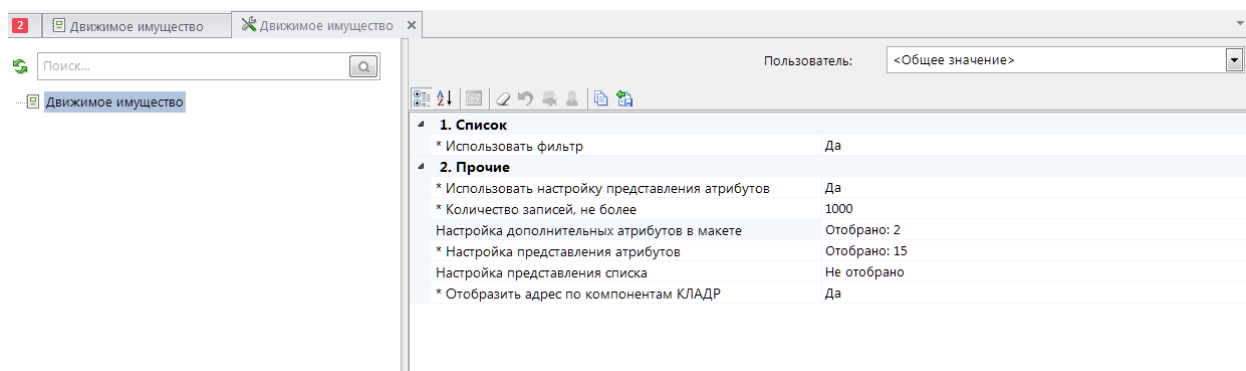 2 Движимое имущество Движимое имущество
Поиск...
Пользователь: <Общее значение>
Движимое имущество
1. Список
* Использовать фильтр Да
2. Прочие
* Использовать настройку представления атрибутов Да
* Количество записей, не более 1000
Настройка дополнительных атрибутов в макете Отобрано: 2
* Настройка представления атрибутов Отобрано: 15
Настройка представления списка Не отобрано
* Отобразить адрес по компонентам КЛАДР Да